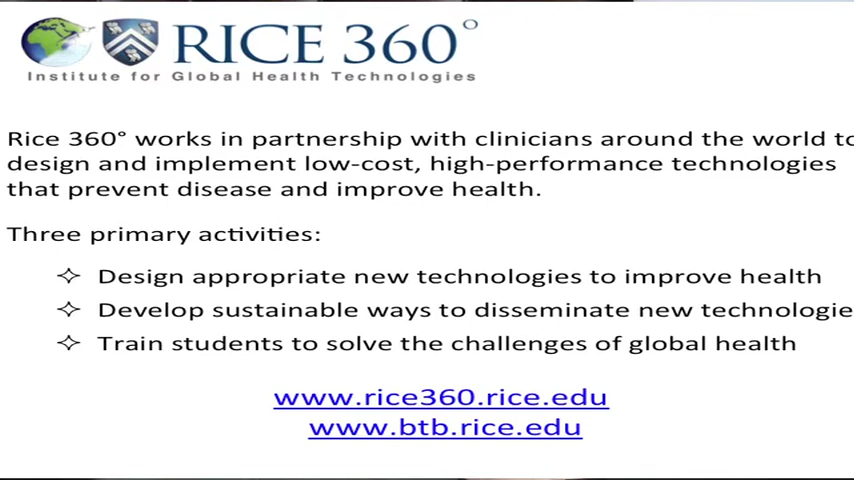 RICE 360°
Institute for Global Health Technologies
Rice 360° works in partnership with clinicians around the world to
design and implement low-cost, high-performance technologies
that prevent disease and improve health.
Three primary activities:
✧ Design appropriate new technologies to improve health
✧ Develop sustainable ways to disseminate new technologie
✧ Train students to solve the challenges of global health
www.rice360.rice.edu
www.btb.rice.edu